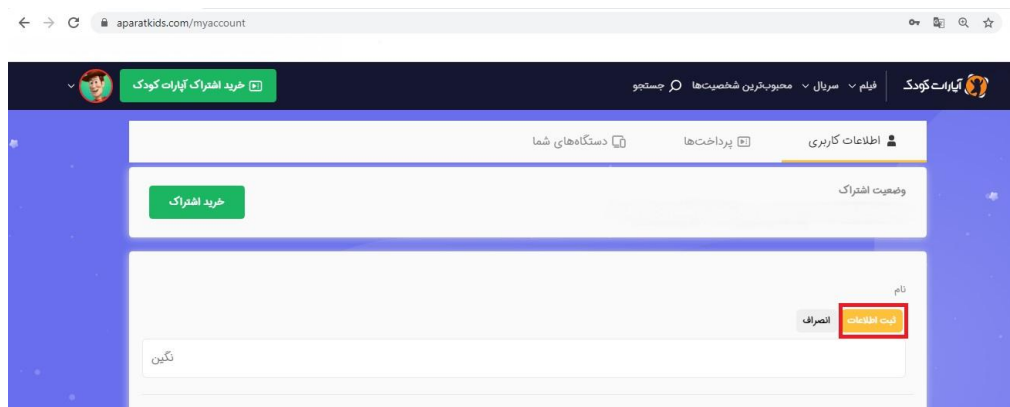 aparatkids.com/myaccount
آپارات کودک فیلم سریال محبوب‌ترین شخصیت‌ها جستجو خرید اشتراک آپارات کودک
اطلاعات کاربری پرداخت‌ها دستگاه‌های شما
وضعیت اشتراک
خرید اشتراک
نام
ثبت اطلاعات انصراف
نگین